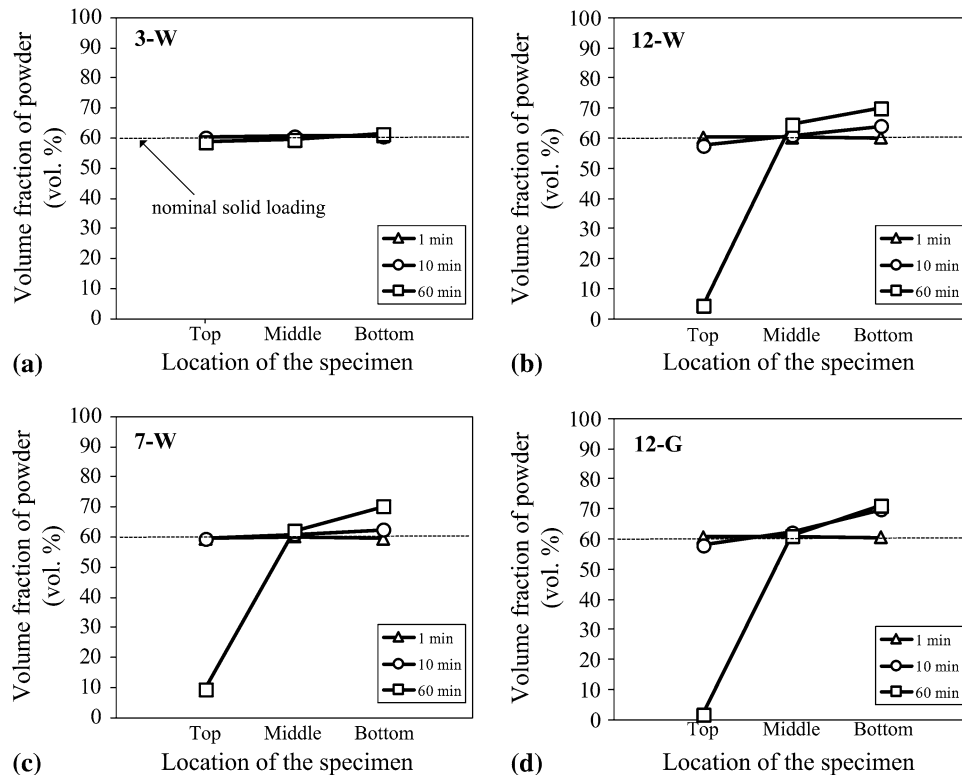 100
90
80
70
60
50
40
30
20
10
0
Volume fraction of powder
(vol. %)
3-W
nominal solid loading
1 min
10 min
60 min
Top Middle Bottom
Location of the specimen
(a)
100
90
80
70
60
50
40
30
20
10
0
Volume fraction of powder
(vol. %)
12-W
1 min
10 min
60 min
Top Middle Bottom
Location of the specimen
(b)
100
90
80
70
60
50
40
30
20
10
0
Volume fraction of powder
(vol. %)
7-W
1 min
10 min
60 min
Top Middle Bottom
Location of the specimen
(c)
100
90
80
70
60
50
40
30
20
10
0
Volume fraction of powder
(vol. %)
12-G
1 min
10 min
60 min
Top Middle Bottom
Location of the specimen
(d)